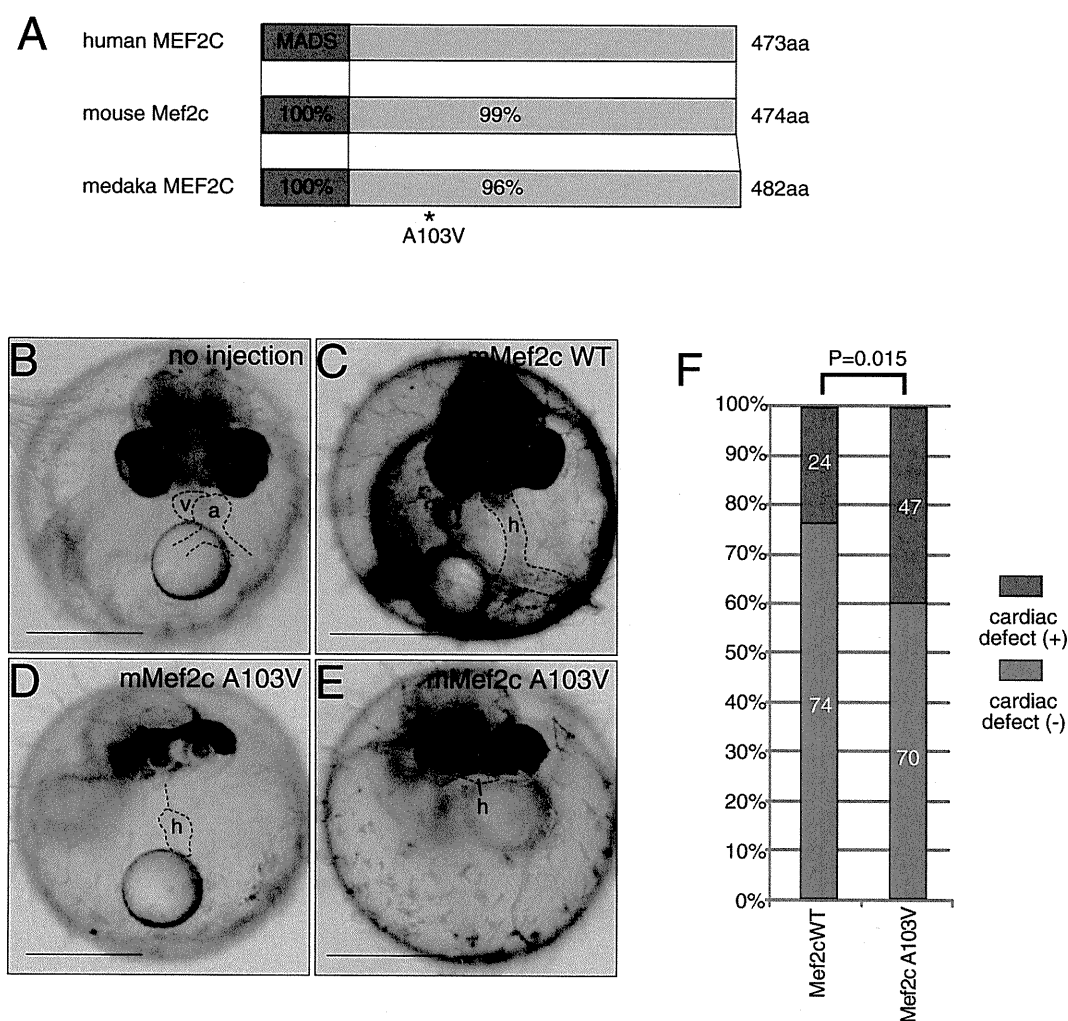 A
human MEF2C MADS 473aa
mouse Mef2c 100% 99% 474aa
medaka MEF2C 100% 96% 482aa
*
A103V
B no injection
v a
C mMef2c WT
h
D mMef2c A103V
h
E mMef2c A103V
h
F P=0.015
100%
90%
80%
70%
60%
50%
40%
30%
20%
10%
0%
24
74
47
70
cardiac
defect (+)
cardiac
defect (-)
Mef2cWT
Mef2c A103V